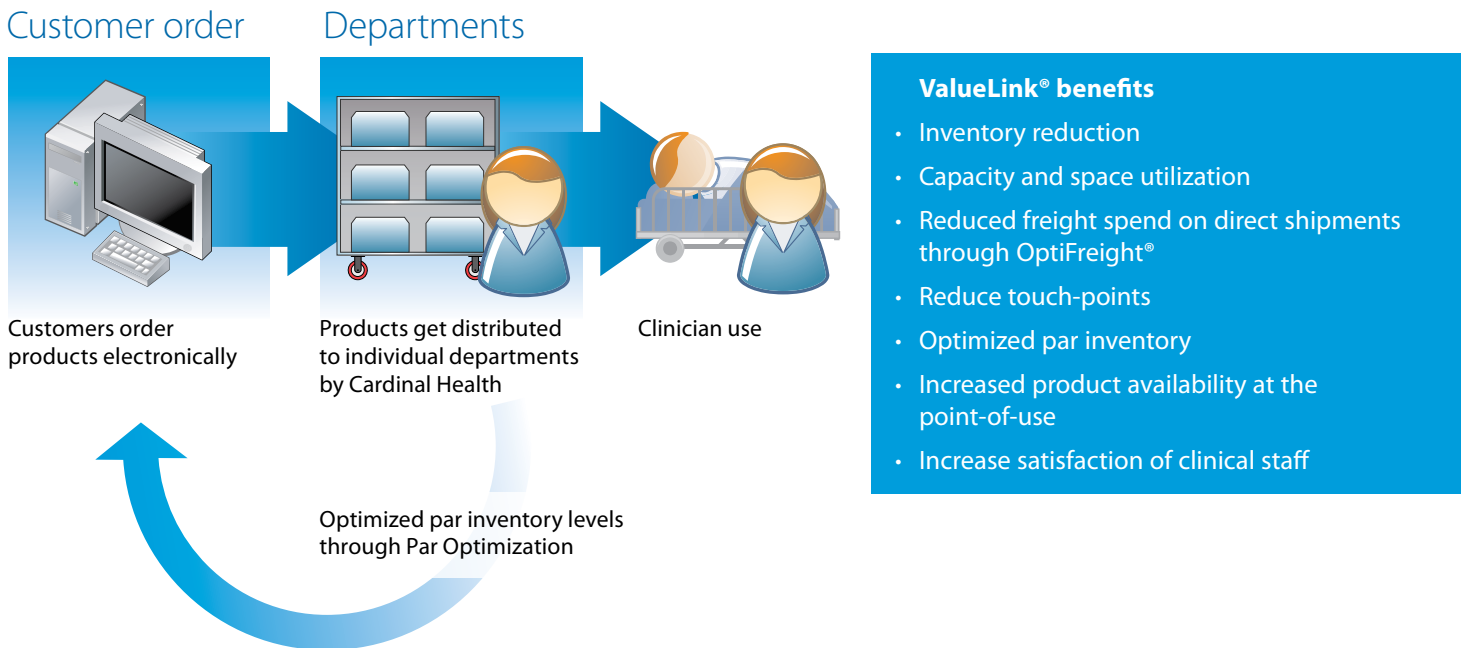 Customer order
Departments
Customers order
products electronically
Products get distributed
to individual departments
by Cardinal Health
Clinician use
Optimized par inventory levels
through Par Optimization
ValueLink® benefits
• Inventory reduction
• Capacity and space utilization
• Reduced freight spend on direct shipments
through OptiFreight®
• Reduce touch-points
• Optimized par inventory
• Increased product availability at the
point-of-use
• Increase satisfaction of clinical staff